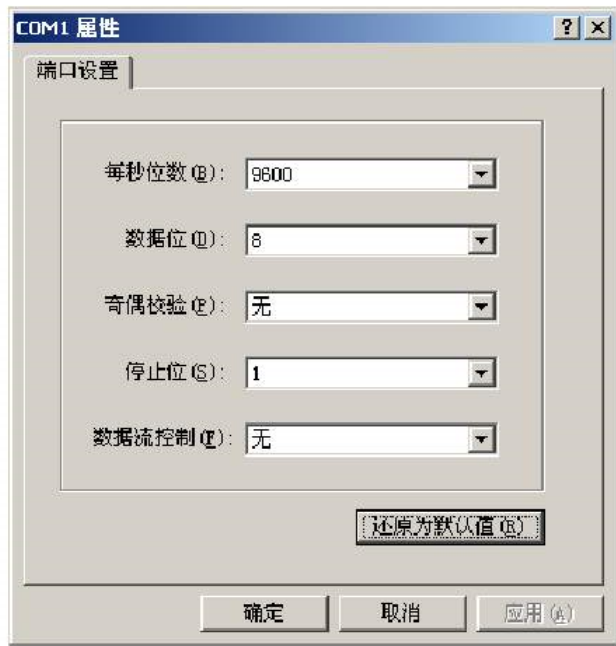 COM1 属性
端口设置
每秒位数(B): 9600
数据位(D): 8
奇偶校验(P): 无
停止位(S): 1
数据流控制(F): 无
还原为默认值(R)
确定 取消 应用(A)